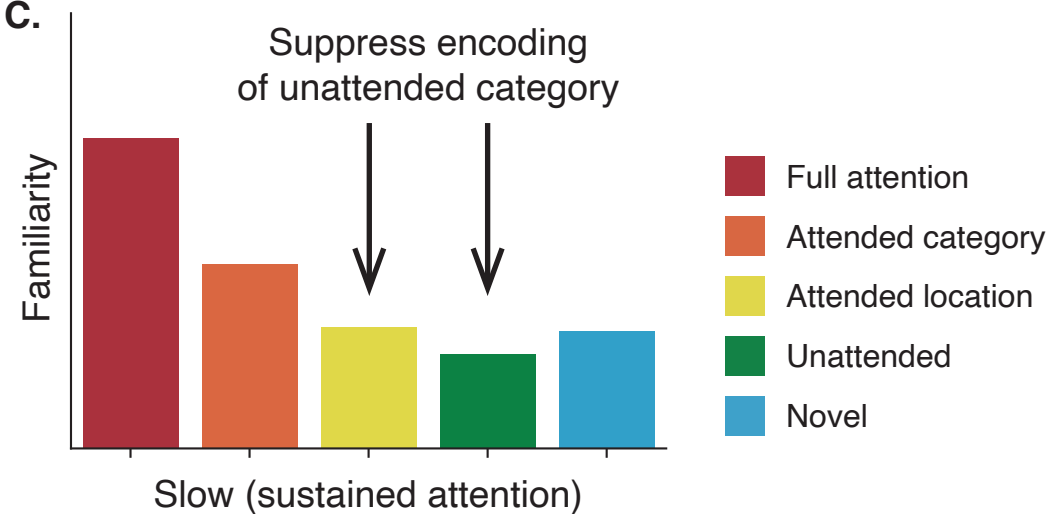 C.
Suppress encoding
of unattended category
Familiarity
Full attention
Attended category
Attended location
Unattended
Novel
Slow (sustained attention)